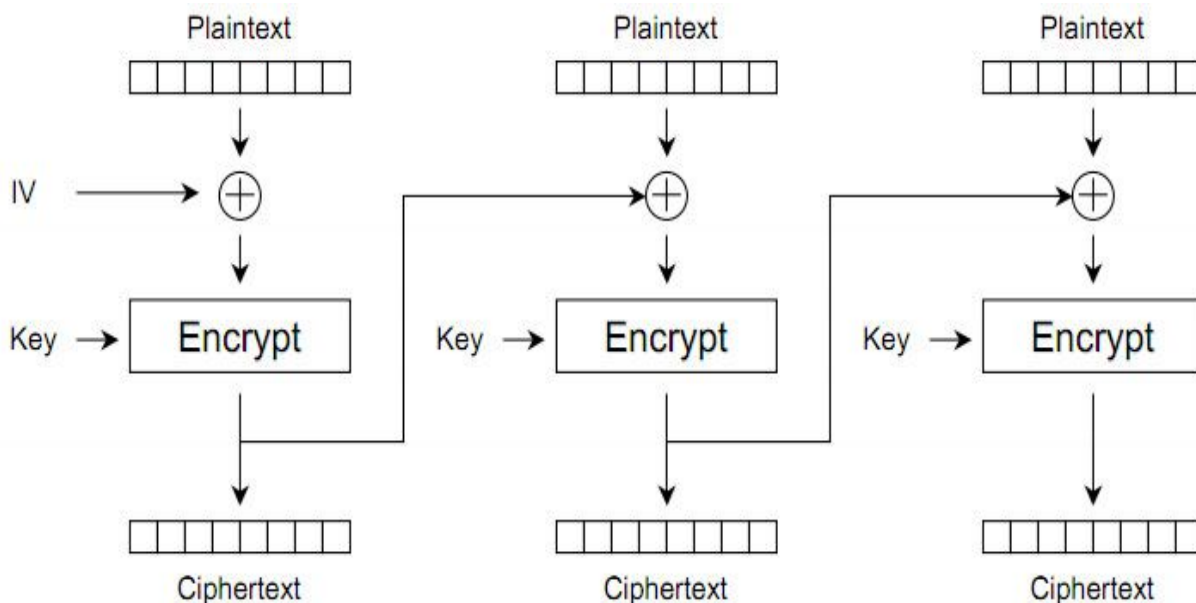 Plaintext
Plaintext
Plaintext
IV
Key
Encrypt
Key
Encrypt
Key
Encrypt
Ciphertext
Ciphertext
Ciphertext